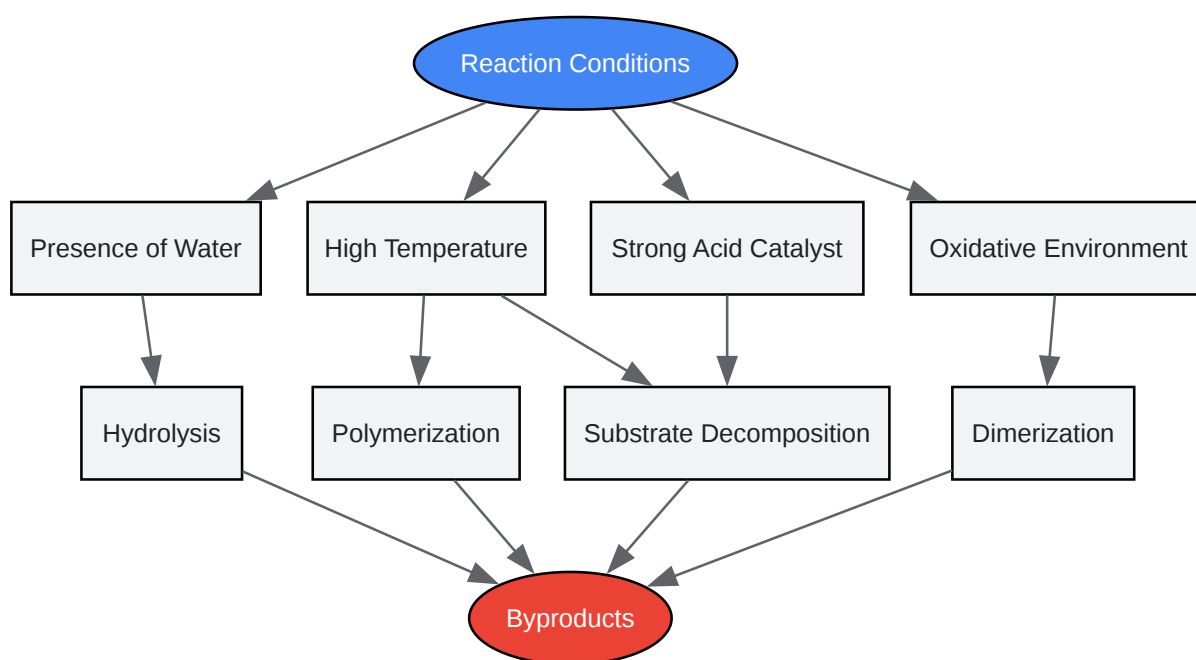 Reaction Conditions
Presence of Water
High Temperature
Strong Acid Catalyst
Oxidative Environment
Hydrolysis
Polymerization
Substrate Decomposition
Dimerization
Byproducts